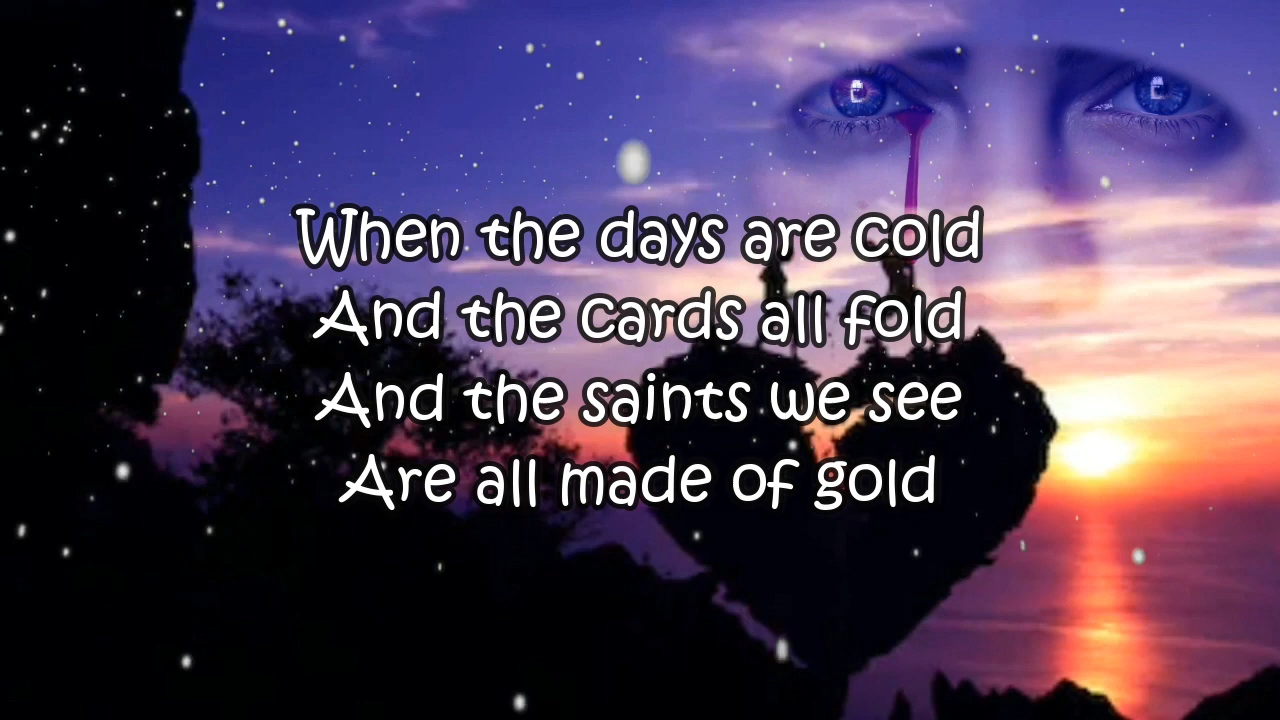 When the days are cold
And the cards all fold
And the saints we see
Are all made of gold